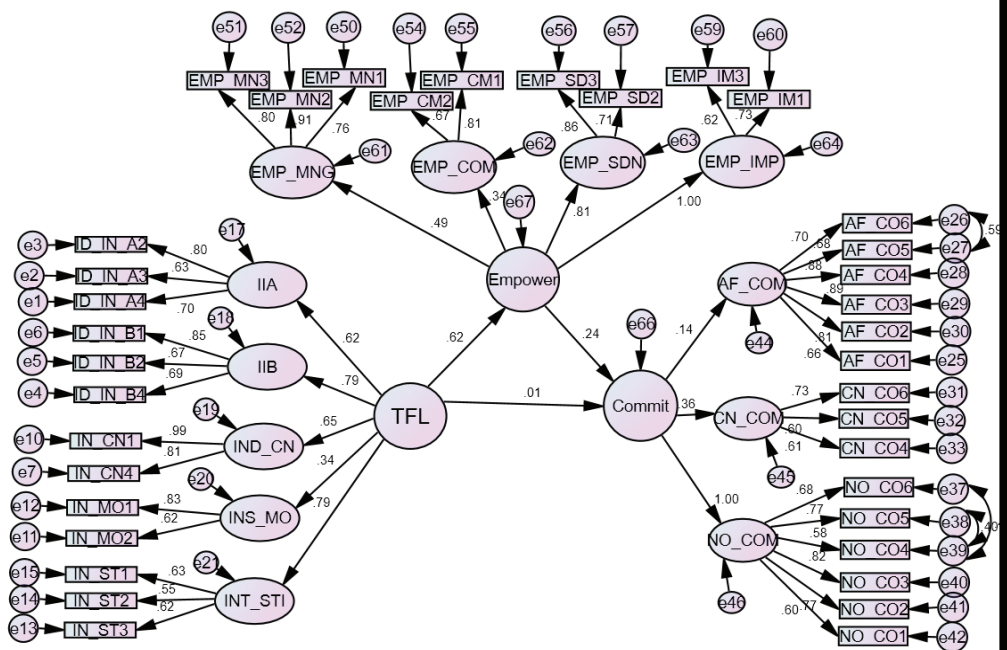 e51
e52
e50
e54
e55
e56
e57
e59
e60
EMP_MN3
EMP_MN2
EMP_MN1
EMP_CM2
EMP_CM1
EMP_SD3
EMP_SD2
EMP_IM3
EMP_IM1
.80
.91
.76
.67
.81
.86
.71
.62
.73
EMP_MNG
e61
EMP_COM
e62
EMP_SDN
e63
EMP_IMP
e64
.49
.34
e67
.81
1.00
Empower
e3
ID_IN_A2
.80
e17
e2
ID_IN_A3
.63
IIA
e1
ID_IN_A4
.70
e6
ID_IN_B1
.85
e18
e5
ID_IN_B2
.67
IIB
e4
ID_IN_B4
.69
e10
IN_CN1
.99
e19
e7
IN_CN4
.81
IND_CN
e12
IN_MO1
.83
e20
e11
IN_MO2
.62
INS_MO
e15
IN_ST1
.63
e21
e14
IN_ST2
.55
INT_STI
e13
IN_ST3
.62
.62
.79
.65
.34
.79
TFL
.62
.01
.24
e66
Commit
.14
.36
1.00
AF_COM
e44
.70
.68
.88
.89
.81
.66
AF_CO6
e26
AF_CO5
e27
.59
AF_CO4
e28
AF_CO3
e29
AF_CO2
e30
AF_CO1
e25
CN_COM
e45
.73
.60
.61
CN_CO6
e31
CN_CO5
e32
CN_CO4
e33
NO_COM
e46
.68
.77
.58
.82
.77
.60
NO_CO6
e37
NO_CO5
e38
.40
NO_CO4
e39
NO_CO3
e40
NO_CO2
e41
NO_CO1
e42